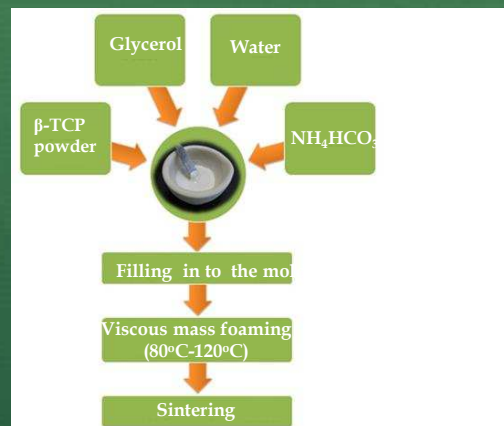 Glycerol
Water
β-TCP
powder
NH₄HCO₃
Filling in to the mol
Viscous mass foaming
(80ºC-120ºC)
Sintering